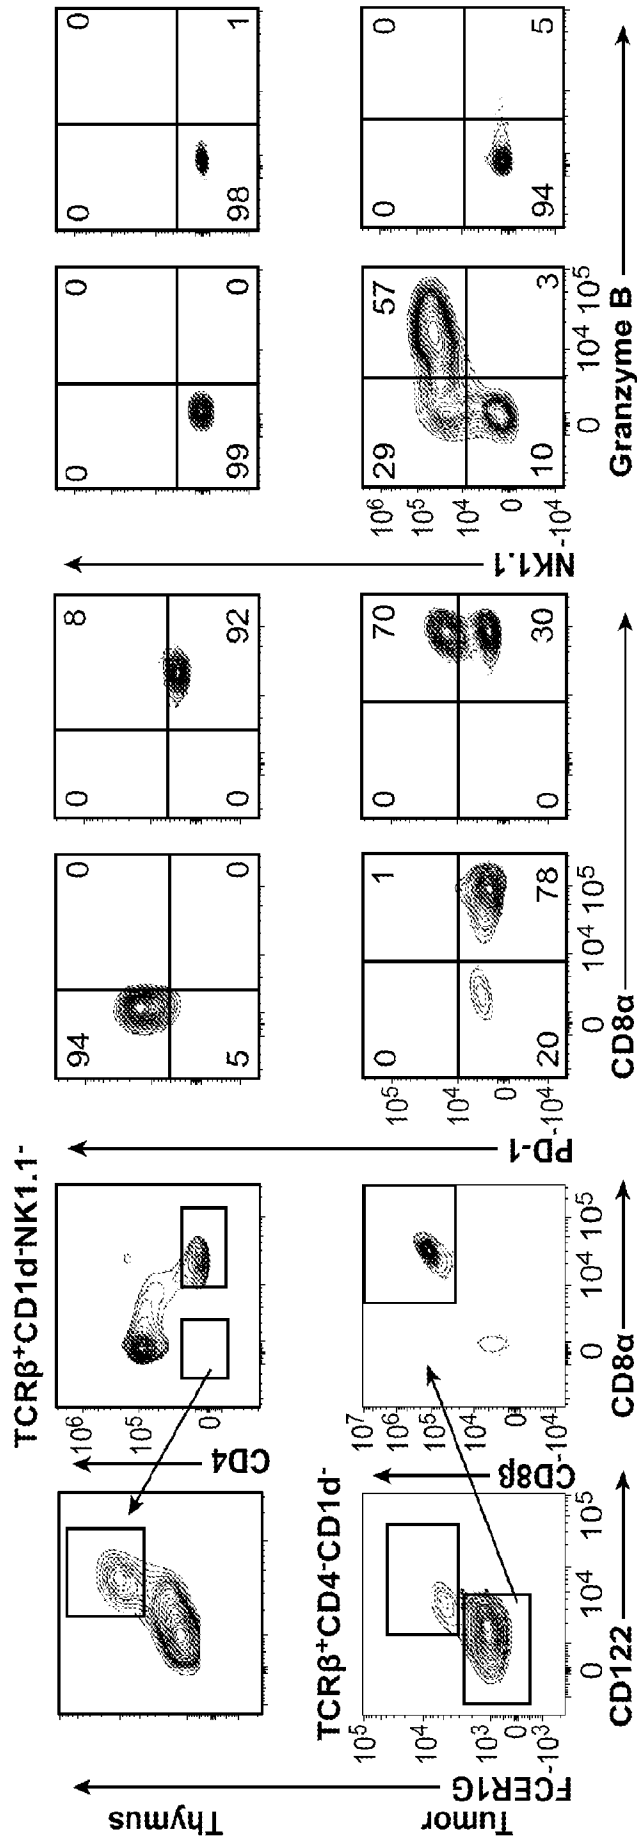 TCRβ⁺CD1d⁻NK1.1⁻
Thymus
CD4
10⁶
10⁵
0
94 0
5 0
0 8
0 92
0 0
99 0
0 0
98 1
TCRβ⁺CD4⁻CD1d⁻
Tumor
FCER1G
10⁵
10⁴
10³
0
-10³
0 10⁴ 10⁵
CD122
CD8β
10⁷
10⁶
10⁵
10⁴
0
-10⁴
0 10⁴ 10⁵
CD8α
PD-1
10⁵
10⁴
0
-10⁴
0 1
20 78
0 10⁴ 10⁵
0 70
0 30
CD8α
NK1.1
10⁶
10⁵
10⁴
0
-10⁴
29 57
10 3
0 10⁴ 10⁵
0 0
94 5
Granzyme B